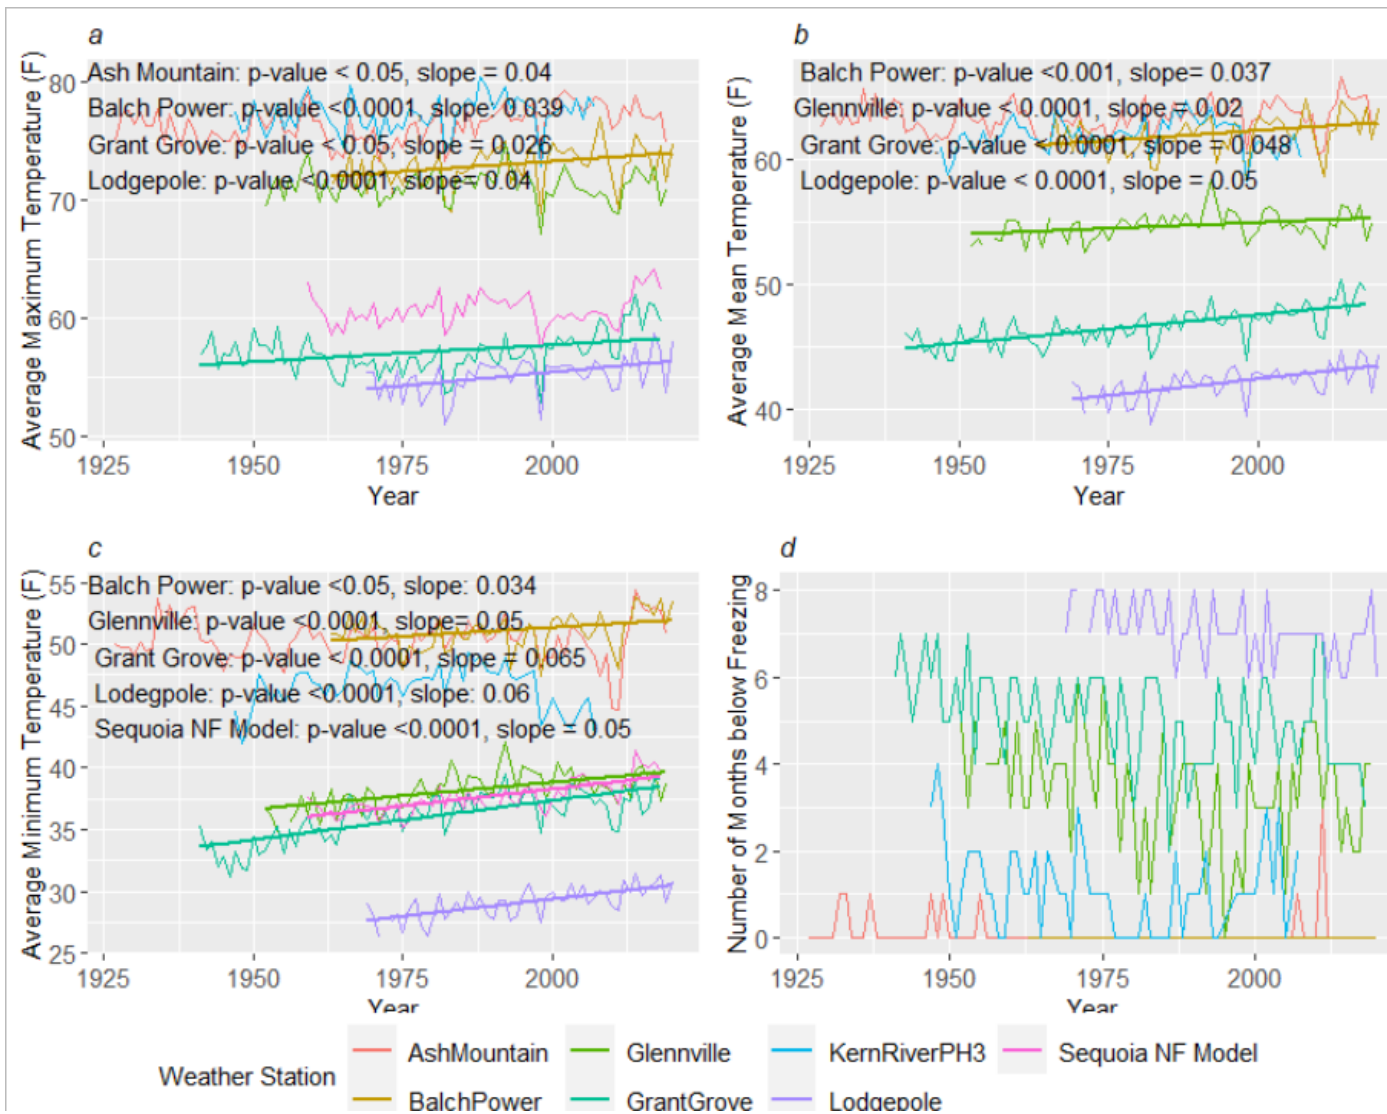 a
Average Maximum Temperature (F)
Ash Mountain: p-value < 0.05, slope = 0.04
Balch Power: p-value <0.0001, slope: 0.039
Grant Grove: p-value < 0.05, slope = 0.026
Lodgepole: p-value <0.0001, slope= 0.04
80
70
60
50
1925 1950 1975 2000
Year
b
Average Mean Temperature (F)
Balch Power: p-value <0.001, slope= 0.037
Glennville: p-value < 0.0001, slope = 0.02
Grant Grove: p-value <0.0001, slope = 0.048
Lodgepole: p-value < 0.0001, slope = 0.05
60
50
40
1925 1950 1975 2000
Year
c
Average Minimum Temperature (F)
Balch Power: p-value <0.05, slope: 0.034
Glennville: p-value <0.0001, slope= 0.05
Grant Grove: p-value < 0.0001, slope = 0.065
Lodegpole: p-value <0.0001, slope: 0.06
Sequoia NF Model: p-value <0.0001, slope = 0.05
55
50
45
40
35
30
25
1925 1950 1975 2000
Year
d
Number of Months below Freezing
8
6
4
2
0
1925 1950 1975 2000
Year
Weather Station
AshMountain Glennville KernRiverPH3 Sequoia NF Model
BalchPower GrantGrove Lodgepole